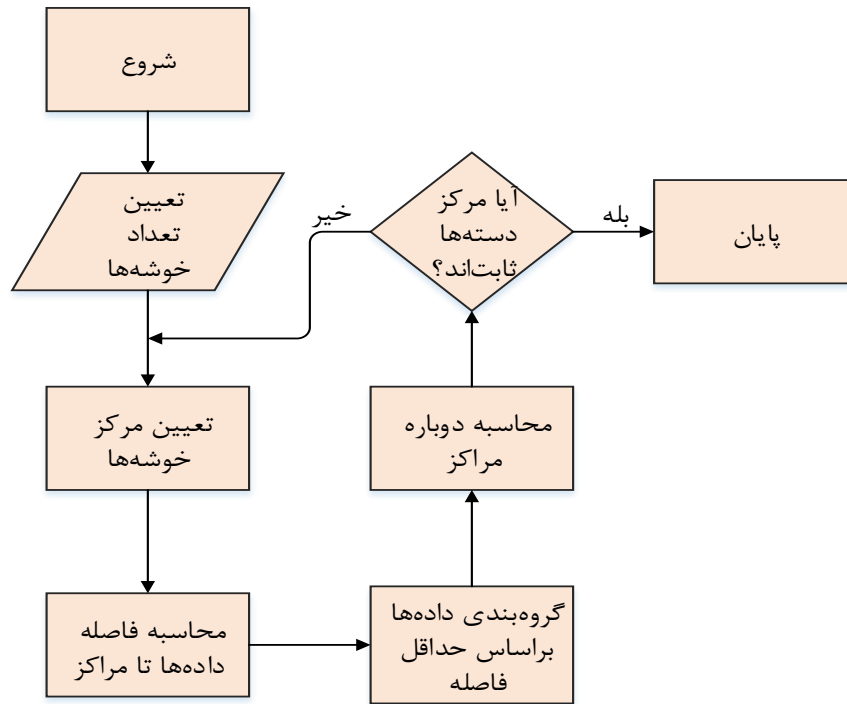 شروع
تعیین
تعداد
خوشه‌ها
تعیین مرکز
خوشه‌ها
محاسبه فاصله
داده‌ها تا مراکز
گروه‌بندی داده‌ها
براساس حداقل
فاصله
محاسبه دوباره
مراکز
آیا مرکز
دسته‌ها
ثابت‌اند؟
خیر
بله
پایان